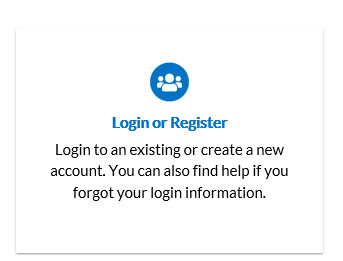 Login or Register
Login to an existing or create a new
account. You can also find help if you
forgot your login information.